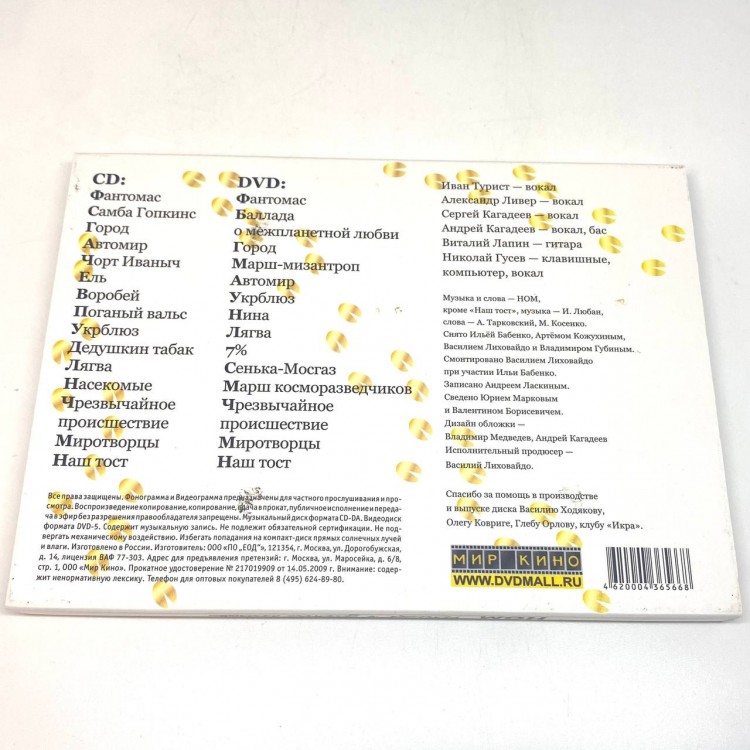 CD:
Фантомас
Самба Гопкинс
Город
Автомир
Чорт Иваныч
Ель
Воробей
Поганый вальс
Укрблюз
Дедушкин табак
Лягва
Насекомые
Чрезвычайное
происшествие
Миротворцы
Наш тост
DVD:
Фантомас
Баллада
о межпланетной любви
Город
Марш-мизантроп
Автомир
Укрблюз
Нина
Лягва
7%
Сенька-Мосгаз
Марш косморазведчиков
Чрезвычайное
происшествие
Миротворцы
Наш тост
Иван Турист — вокал
Александр Ливер — вокал
Сергей Кагадеев — вокал
Андрей Кагадеев — вокал, бас
Виталий Лапин — гитара
Николай Гусев — клавишные,
компьютер, вокал
Музыка и слова — НОМ,
кроме «Наш тост», музыка — И. Любан,
слова — А. Тарковский, М. Косенко.
Снято Ильёй Бабенко, Артёмом Кожухиным,
Василием Лиховайдо и Владимиром Губиным.
Смонтировано Василием Лиховайдо
при участии Ильи Бабенко.
Записано Андреем Ласкиным.
Сведено Юрием Марковым
и Валентином Борисевичем.
Дизайн обложки —
Владимир Медведев, Андрей Кагадеев
Исполнительный продюсер —
Василий Лиховайдо.
Спасибо за помощь в производстве
и выпуске диска Василию Ходякову,
Олегу Ковриге, Глебу Орлову, клубу «Икра».
Все права защищены. Фонограмма и Видеограмма предназначены для частного прослушивания и про-
смотра. Воспроизведение копирование, копирование, сдача в прокат, публичное исполнение и переда-
ча в эфир без разрешения правообладателя запрещены. Музыкальный диск формата CD-DA. Видеодиск
формата DVD-5. Содержит музыкальную запись. Не подлежит обязательной сертификации. Не под-
вергать механическому воздействию. Избегать попадания на компакт-диск прямых солнечных лучей
и влаги. Изготовлено в России. Изготовитель: ООО «ПО „ЕОД“», 121354, г. Москва, ул. Дорогобужская,
д. 14, лицензия ВАФ 77-303. Адрес для предъявления претензий: г. Москва, ул. Маросейка, д. 6/8,
стр. 1, ООО «Мир Кино». Прокатное удостоверение № 217019909 от 14.05.2009 г. Внимание: содер-
жит ненормативную лексику. Телефон для оптовых покупателей 8 (495) 624-89-80.
МИР КИНО
WWW.DVDMALL.RU
4 620004 365668